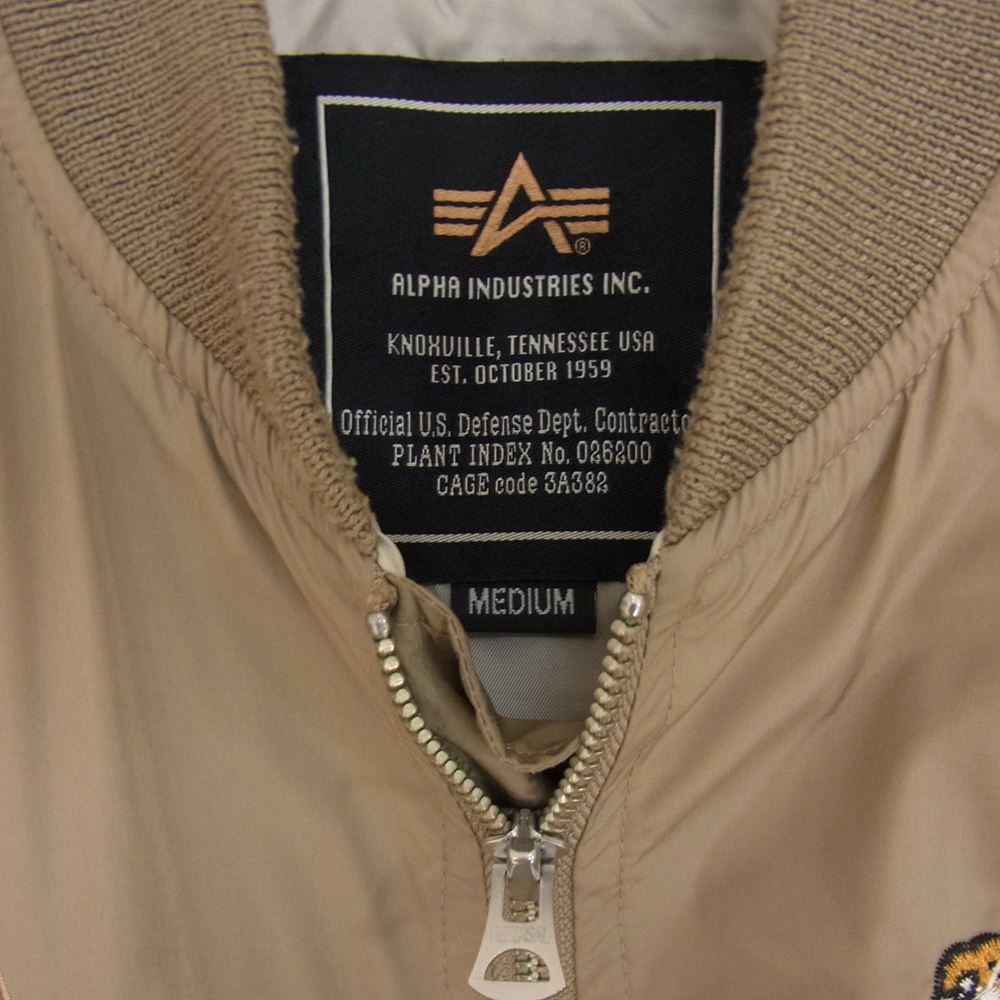 ®
ALPHA INDUSTRIES INC.
KNOXVILLE, TENNESSEE USA
EST. OCTOBER 1959
Official U.S. Defense Dept. Contracto
PLANT INDEX No. 026200
CAGE code 3A382
MEDIUM
UNIVERSAL